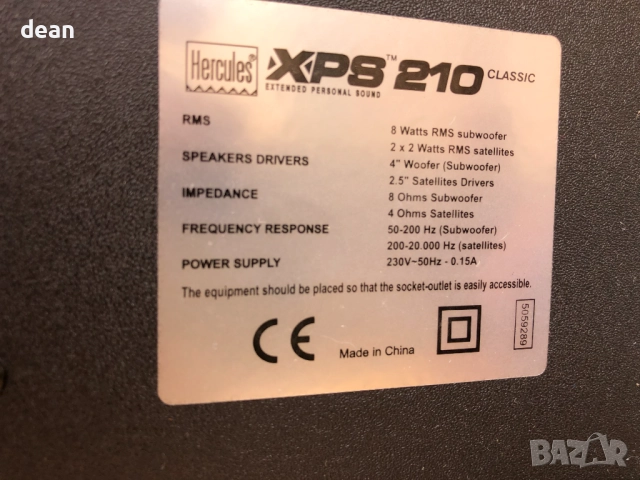 dean
Hercules XPS™ 210 CLASSIC
EXTENDED PERSONAL SOUND
RMS
8 Watts RMS subwoofer
2 x 2 Watts RMS satellites
SPEAKERS DRIVERS
4" Woofer (Subwoofer)
2.5" Satellites Drivers
IMPEDANCE
8 Ohms Subwoofer
4 Ohms Satellites
FREQUENCY RESPONSE
50-200 Hz (Subwoofer)
200-20.000 Hz (satellites)
POWER SUPPLY
230V~50Hz - 0.15A
The equipment should be placed so that the socket-outlet is easily accessible.
CE
Made in China
5059289
BAZAR